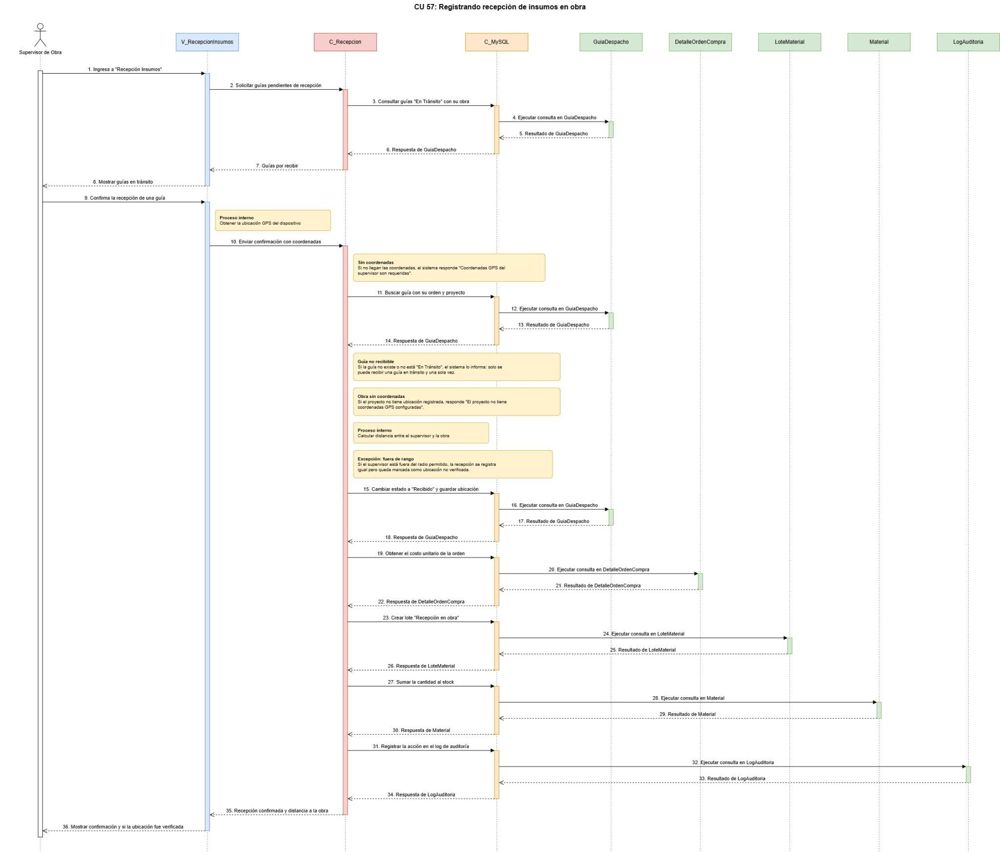 CU 57: Registrando recepción de insumos en obra
Supervisor de Obra
V_RecepcionInsumos
C_Recepcion
C_MySQL
GuiaDespacho
DetalleOrdenCompra
LoteMaterial
Material
LogAuditoria
1. Ingresa a "Recepción Insumos"
2. Solicitar guías pendientes de recepción
3. Consultar guías "En Tránsito" con su obra
4. Ejecutar consulta en GuiaDespacho
5. Resultado de GuiaDespacho
6. Respuesta de GuiaDespacho
7. Guías por recibir
8. Mostrar guías en tránsito
9. Confirma la recepción de una guía
Proceso interno
Obtener la ubicación GPS del dispositivo
10. Enviar confirmación con coordenadas
Sin coordenadas
Si no llegan las coordenadas, el sistema responde "Coordenadas GPS del
supervisor son requeridas".
11. Buscar guía con su orden y proyecto
12. Ejecutar consulta en GuiaDespacho
13. Resultado de GuiaDespacho
14. Respuesta de GuiaDespacho
Guía no recibible
Si la guía no existe o no está "En Tránsito", el sistema lo informa: solo se
puede recibir una guía en tránsito y una sola vez.
Obra sin coordenadas
Si el proyecto no tiene ubicación registrada, responde "El proyecto no tiene
coordenadas GPS configuradas".
Proceso interno
Calcular distancia entre el supervisor y la obra
Excepción: fuera de rango
Si el supervisor está fuera del radio permitido, la recepción se registra
igual pero queda marcada como ubicación no verificada.
15. Cambiar estado a "Recibido" y guardar ubicación
16. Ejecutar consulta en GuiaDespacho
17. Resultado de GuiaDespacho
18. Respuesta de GuiaDespacho
19. Obtener el costo unitario de la orden
20. Ejecutar consulta en DetalleOrdenCompra
21. Resultado de DetalleOrdenCompra
22. Respuesta de DetalleOrdenCompra
23. Crear lote "Recepción en obra"
24. Ejecutar consulta en LoteMaterial
25. Resultado de LoteMaterial
26. Respuesta de LoteMaterial
27. Sumar la cantidad al stock
28. Ejecutar consulta en Material
29. Resultado de Material
30. Respuesta de Material
31. Registrar la acción en el log de auditoría
32. Ejecutar consulta en LogAuditoria
33. Resultado de LogAuditoria
34. Respuesta de LogAuditoria
35. Recepción confirmada y distancia a la obra
36. Mostrar confirmación y si la ubicación fue verificada